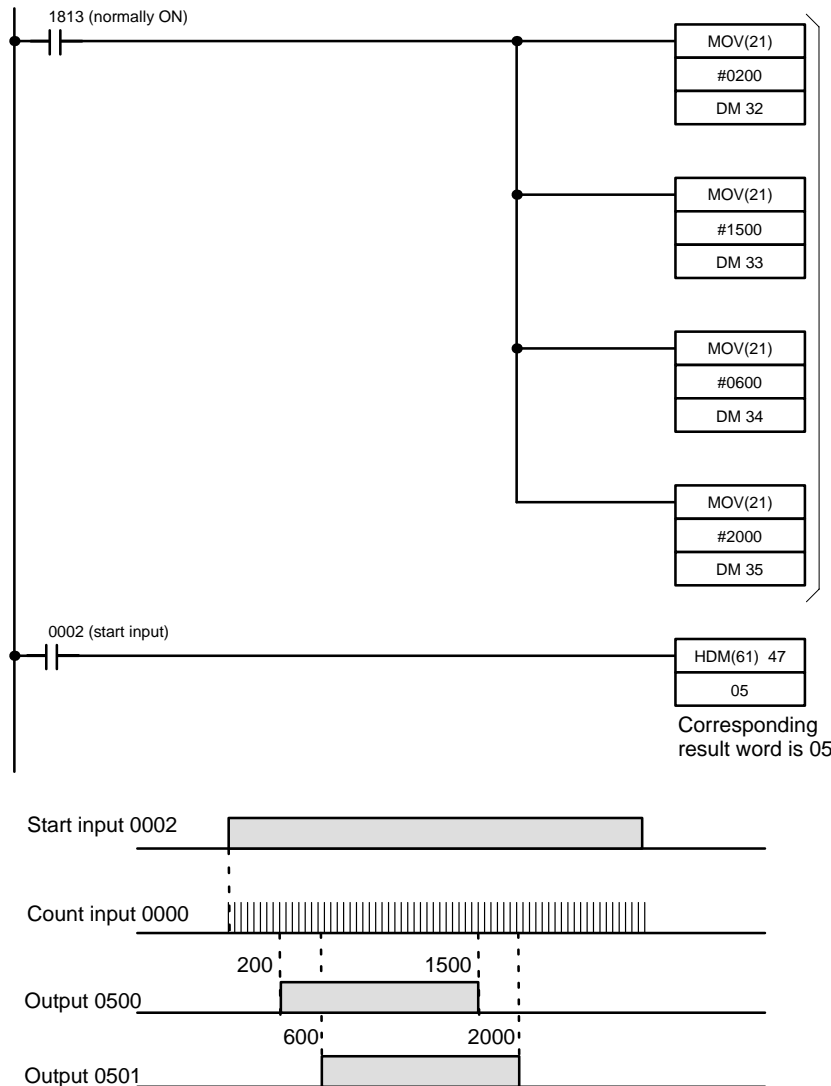 1813 (normally ON)
MOV(21)
#0200
DM 32
MOV(21)
#1500
DM 33
MOV(21)
#0600
DM 34
MOV(21)
#2000
DM 35
0002 (start input)
HDM(61) 47
05
Corresponding
result word is 05
Start input 0002
Count input 0000
200 1500
Output 0500
600 2000
Output 0501